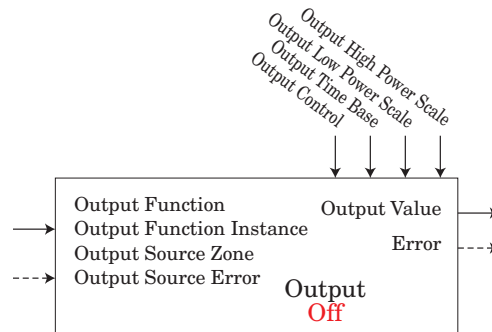 Output High Power Scale
Output Low Power Scale
Output Time Base
Output Control
Output Function
Output Function Instance
Output Source Zone
Output Source Error
Output Value
Error
Output
Off